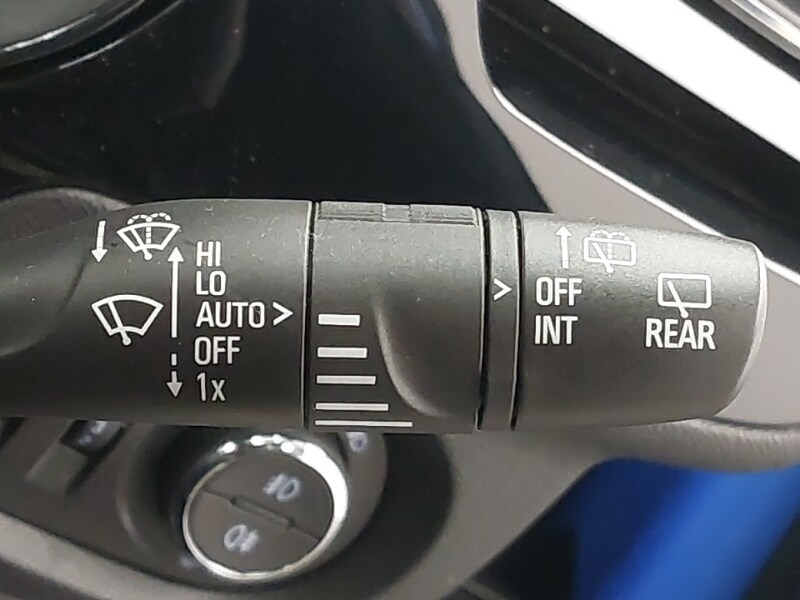 HI
LO
AUTO >
OFF
1x
>
OFF
INT
REAR